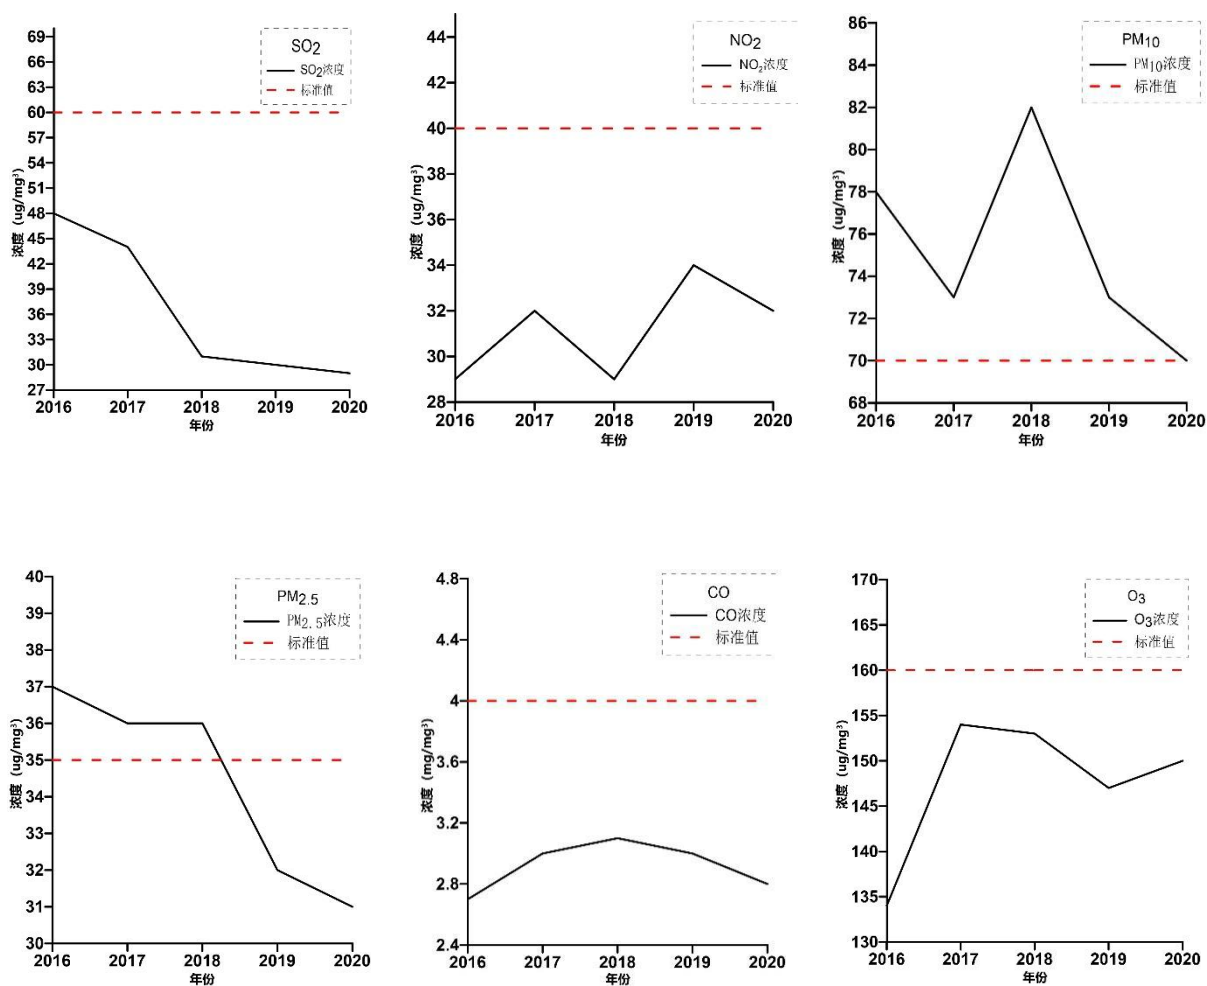 SO2
SO2浓度
标准值
69
66
63
60
57
54
51
48
45
42
39
36
33
30
27
浓度（ug/mg³）
2016 2017 2018 2019 2020
年份
NO2
NO2浓度
标准值
44
42
40
38
36
34
32
30
28
浓度（ug/mg³）
2016 2017 2018 2019 2020
年份
PM10
PM10浓度
标准值
86
84
82
80
78
76
74
72
70
68
浓度（ug/mg³）
2016 2017 2018 2019 2020
年份
PM2.5
PM2.5浓度
标准值
40
39
38
37
36
35
34
33
32
31
30
浓度（ug/mg³）
2016 2017 2018 2019 2020
年份
CO
CO浓度
标准值
4.8
4.4
4
3.6
3.2
2.8
2.4
浓度（mg/mg³）
2016 2017 2018 2019 2020
年份
O3
O3浓度
标准值
170
165
160
155
150
145
140
135
130
浓度（ug/mg³）
2016 2017 2018 2019 2020
年份